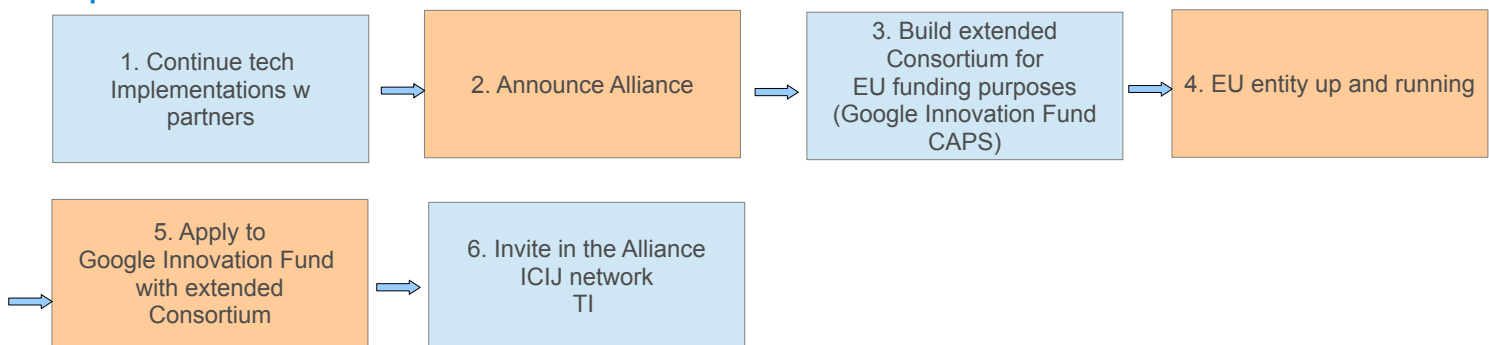 1. Continue tech
Implementations w
partners
2. Announce Alliance
3. Build extended
Consortium for
EU funding purposes
(Google Innovation Fund
CAPS)
4. EU entity up and running
5. Apply to
Google Innovation Fund
with extended
Consortium
6. Invite in the Alliance
ICIJ network
TI